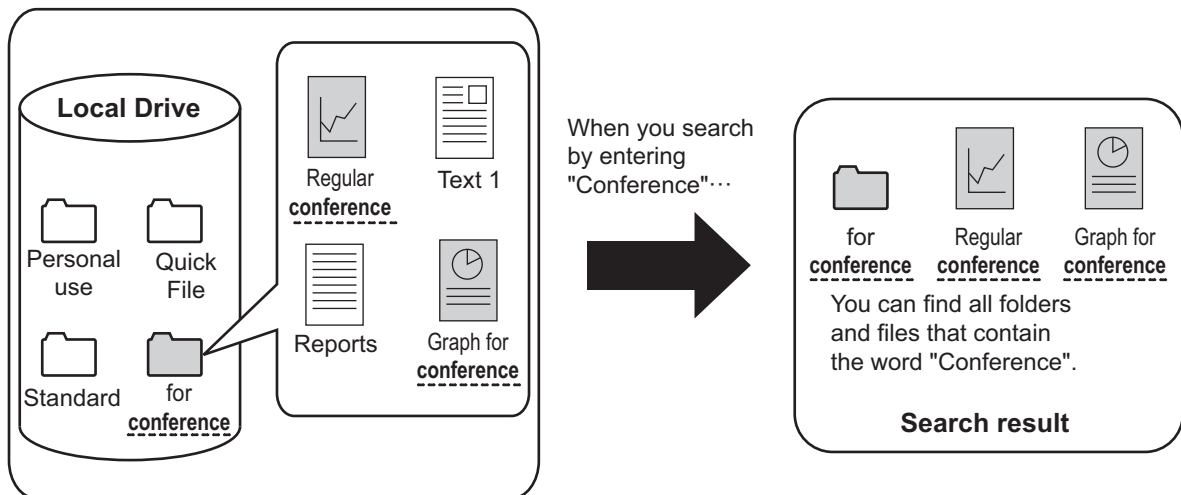 Local Drive
Personal
use
Quick
File
Standard
for
conference
Regular
conference
Text 1
Reports
Graph for
conference
When you search
by entering
"Conference"···
for
conference
Regular
conference
Graph for
conference
You can find all folders
and files that contain
the word "Conference".
Search result